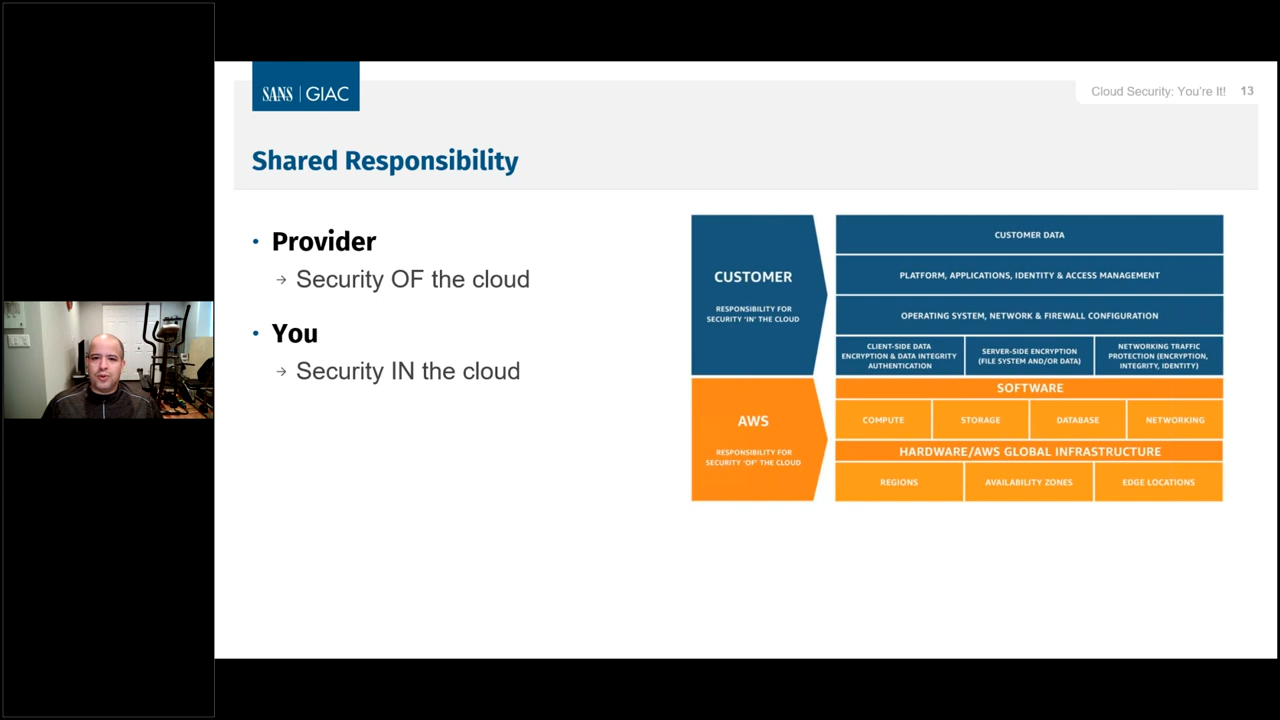 SANS | GIAC
Cloud Security: You're It! 13
Shared Responsibility
• Provider
→ Security OF the cloud
• You
→ Security IN the cloud
CUSTOMER
RESPONSIBILITY FOR
SECURITY 'IN' THE CLOUD
CUSTOMER DATA
PLATFORM, APPLICATIONS, IDENTITY & ACCESS MANAGEMENT
OPERATING SYSTEM, NETWORK & FIREWALL CONFIGURATION
CLIENT-SIDE DATA
ENCRYPTION & DATA INTEGRITY
AUTHENTICATION
SERVER-SIDE ENCRYPTION
(FILE SYSTEM AND/OR DATA)
NETWORKING TRAFFIC
PROTECTION (ENCRYPTION,
INTEGRITY, IDENTITY)
AWS
RESPONSIBILITY FOR
SECURITY 'OF' THE CLOUD
SOFTWARE
COMPUTE
STORAGE
DATABASE
NETWORKING
HARDWARE/AWS GLOBAL INFRASTRUCTURE
REGIONS
AVAILABILITY ZONES
EDGE LOCATIONS